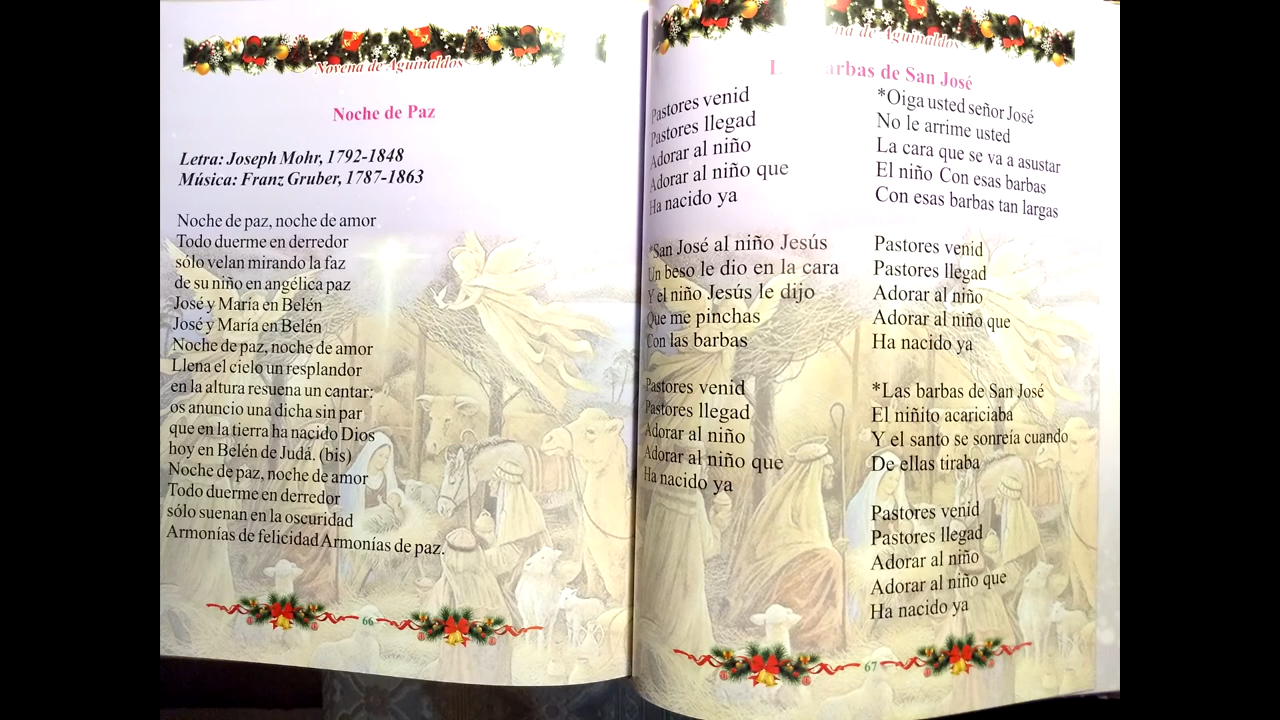 Novena de Aguinaldos
Noche de Paz
Letra: Joseph Mohr, 1792-1848
Música: Franz Gruber, 1787-1863
Noche de paz, noche de amor
Todo duerme en derredor
sólo velan mirando la faz
de su niño en angélica paz
José y María en Belén
José y María en Belén
Noche de paz, noche de amor
Llena el cielo un resplandor
en la altura resuena un cantar:
os anuncio una dicha sin par
que en la tierra ha nacido Dios
hoy en Belén de Judá. (bis)
Noche de paz, noche de amor
Todo duerme en derredor
sólo suenan en la oscuridad
Armonías de felicidad Armonías de paz.
66
de Aguinaldos
de San José
Pastores venid
Pastores llegad
Adorar al niño
Adorar al niño que
Ha nacido ya
*San José al niño Jesús
Un beso le dio en la cara
Y el niño Jesús le dijo
Que me pinchas
Con las barbas
Pastores venid
Pastores llegad
Adorar al niño
Adorar al niño que
Ha nacido ya
*Oiga usted señor José
No le arrime usted
La cara que se va a asustar
El niño Con esas barbas
Con esas barbas tan largas
Pastores venid
Pastores llegad
Adorar al niño
Adorar al niño que
Ha nacido ya
*Las barbas de San José
El niñito acariciaba
Y el santo se sonreía cuando
De ellas tiraba
Pastores venid
Pastores llegad
Adorar al niño
Adorar al niño que
Ha nacido ya
67